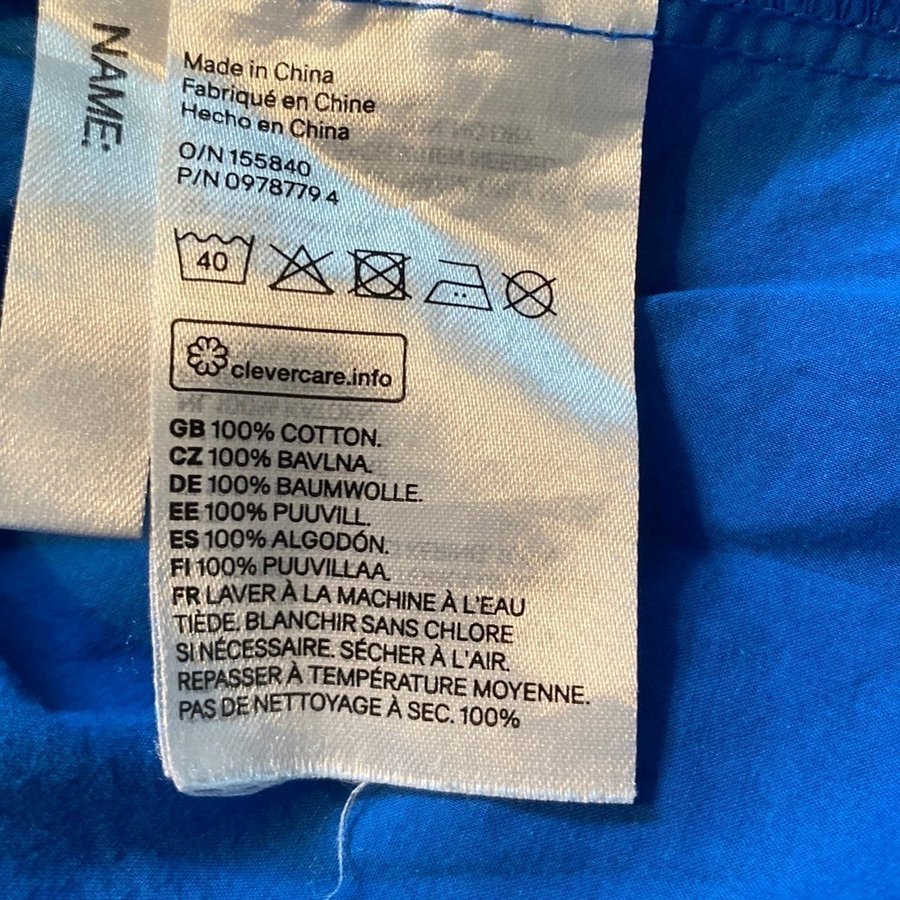 NAME:
Made in China
Fabriqué en Chine
Hecho en China
O/N 155840
P/N 0978779 4
40
clevercare.info
GB 100% COTTON.
CZ 100% BAVLNA.
DE 100% BAUMWOLLE.
EE 100% PUUVILL.
ES 100% ALGODÓN.
FI 100% PUUVILLAA.
FR LAVER À LA MACHINE À L'EAU
TIÈDE. BLANCHIR SANS CHLORE
SI NÉCESSAIRE. SÉCHER À L'AIR.
REPASSER À TEMPÉRATURE MOYENNE.
PAS DE NETTOYAGE À SEC. 100%